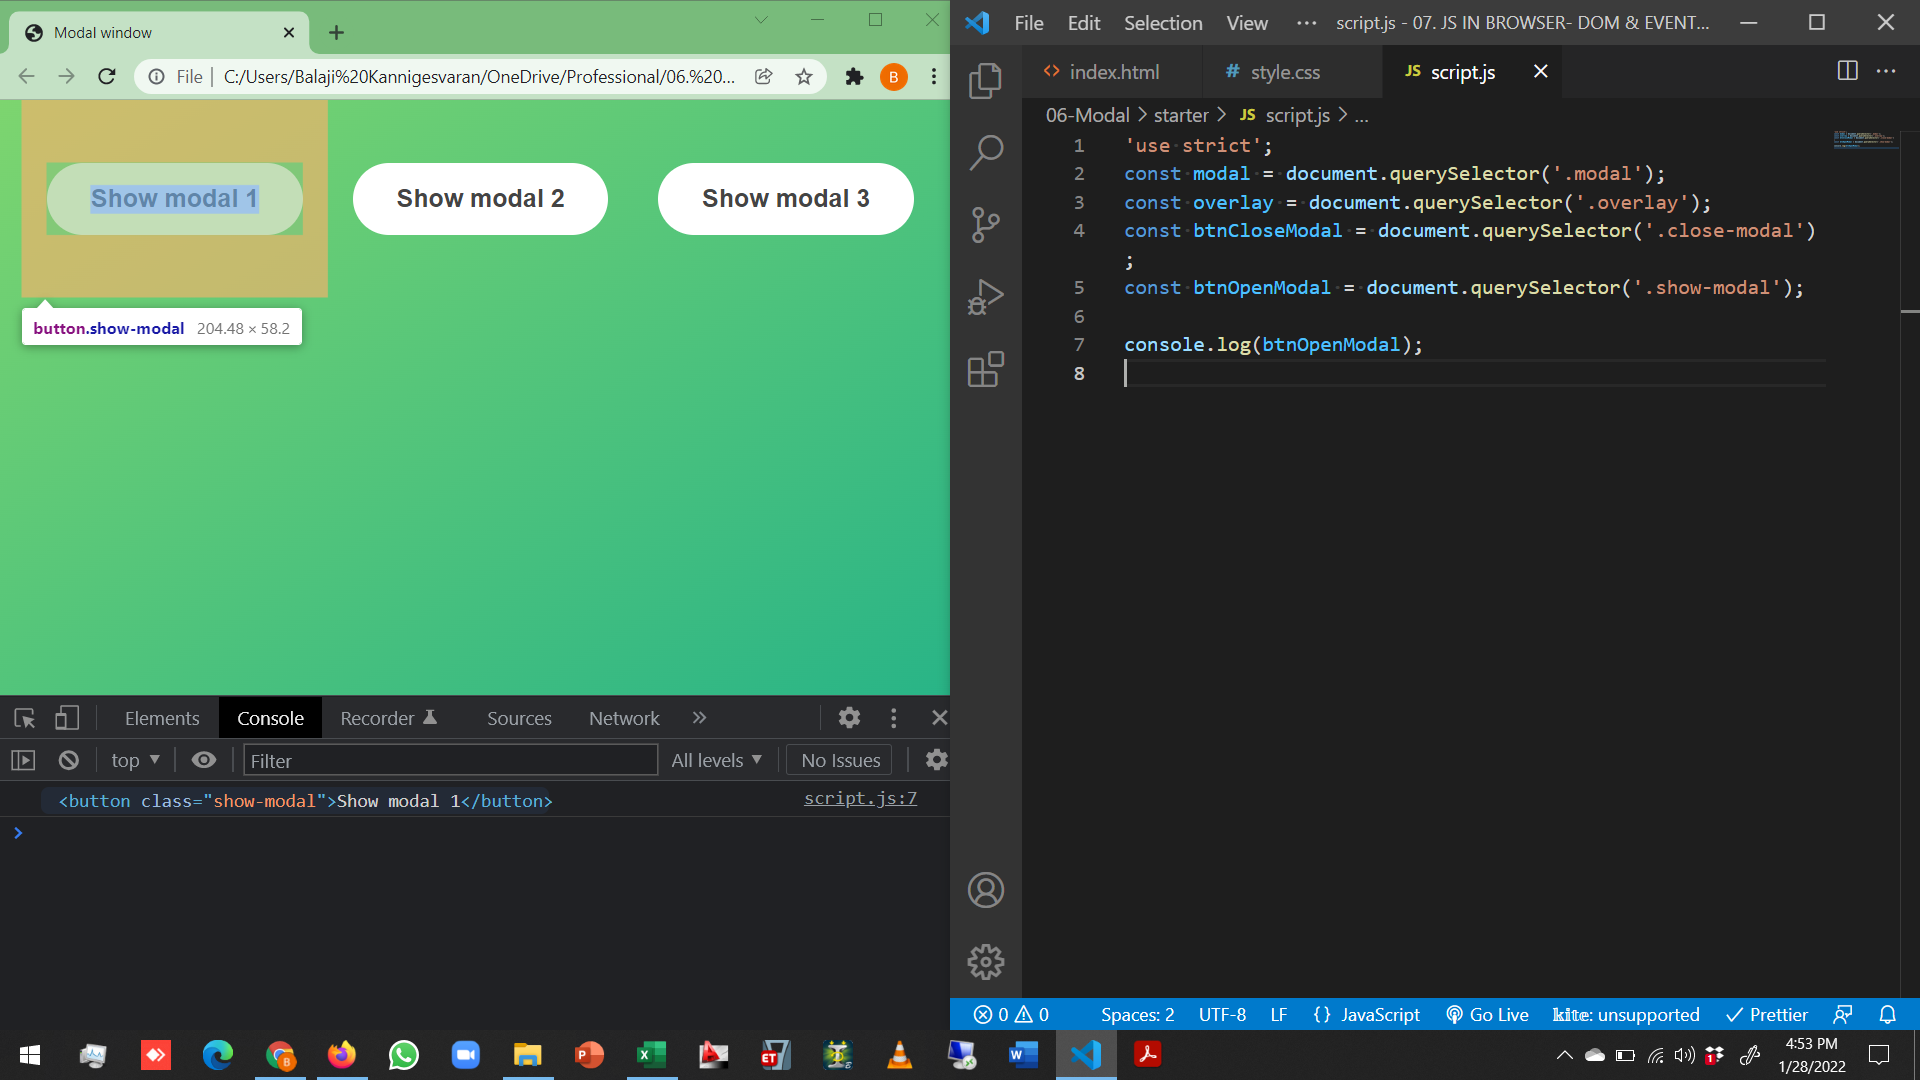 Modal window
File
C:/Users/Balaji%20Kannigesvaran/OneDrive/Professional/06.%20...
B
Show modal 1
Show modal 2
Show modal 3
button.show-modal 204.48 × 58.2
Elements
Console
Recorder
Sources
Network
top
Filter
All levels
No Issues
<button class="show-modal">Show modal 1</button>
script.js:7
File Edit Selection View ··· script.js - 07. JS IN BROWSER- DOM & EVENT...
index.html
# style.css
JS script.js
06-Modal > starter > JS script.js > ...
1 'use strict';
2 const modal = document.querySelector('.modal');
3 const overlay = document.querySelector('.overlay');
4 const btnCloseModal = document.querySelector('.close-modal')
;
5 const btnOpenModal = document.querySelector('.show-modal');
6
7 console.log(btnOpenModal);
8
0 0 Spaces: 2 UTF-8 LF {} JavaScript Go Live kite: unsupported Prettier
4:53 PM
1/28/2022